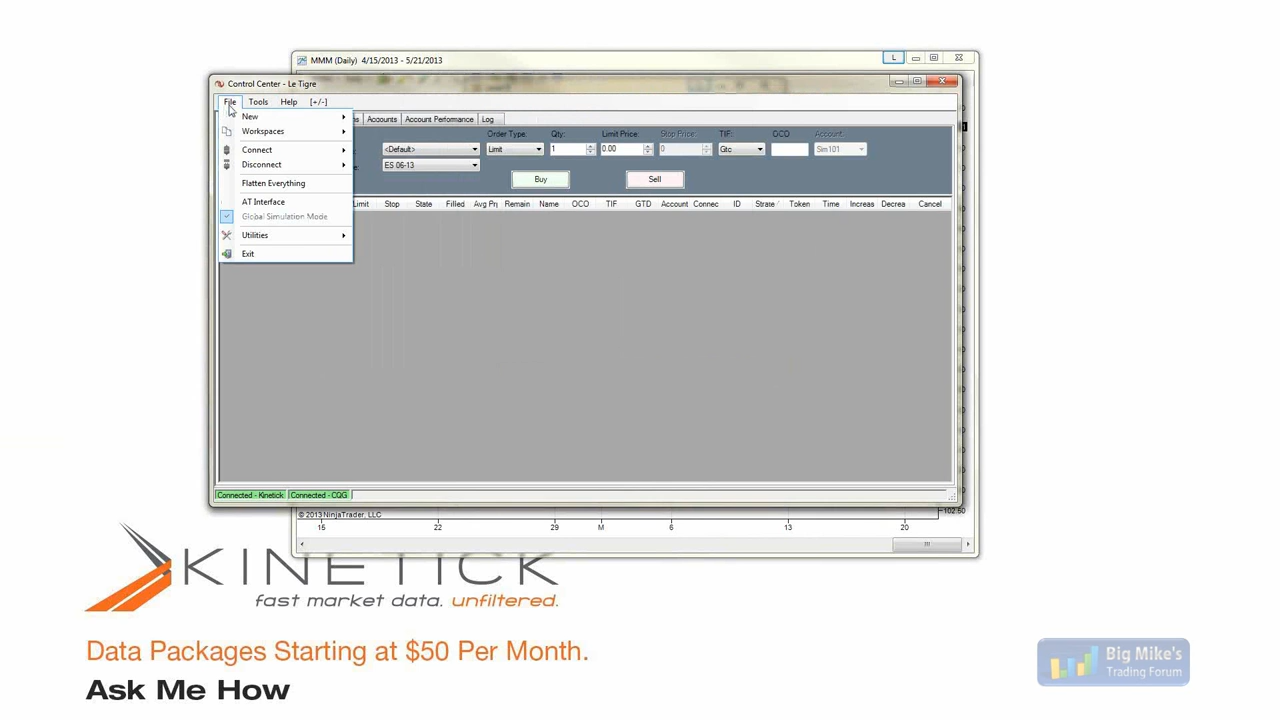 MMM (Daily) 4/15/2013 - 5/21/2013
L
Control Center - Le Tigre
File Tools Help [+/-]
Accounts Account Performance Log
New
Workspaces
Connect
Disconnect
Flatten Everything
AT Interface
Global Simulation Mode
Utilities
Exit
Order Type: Qty: Limit Price: Stop Price: TIF: OCO Account:
<Default> Limit 1 0.00 0 Gtc Sim101
ES 06-13
Buy Sell
Limit Stop State Filled Avg Pri Remain Name OCO TIF GTD Account Connec ID Strate Token Time Increas Decrea Cancel
Connected - Kinetick Connected - CQG
102.50
© 2013 NinjaTrader, LLC
15 22 29 M 6 13 20
KINETICK
fast market data. unfiltered.
Data Packages Starting at $50 Per Month.
Ask Me How
Big Mike's
Trading Forum